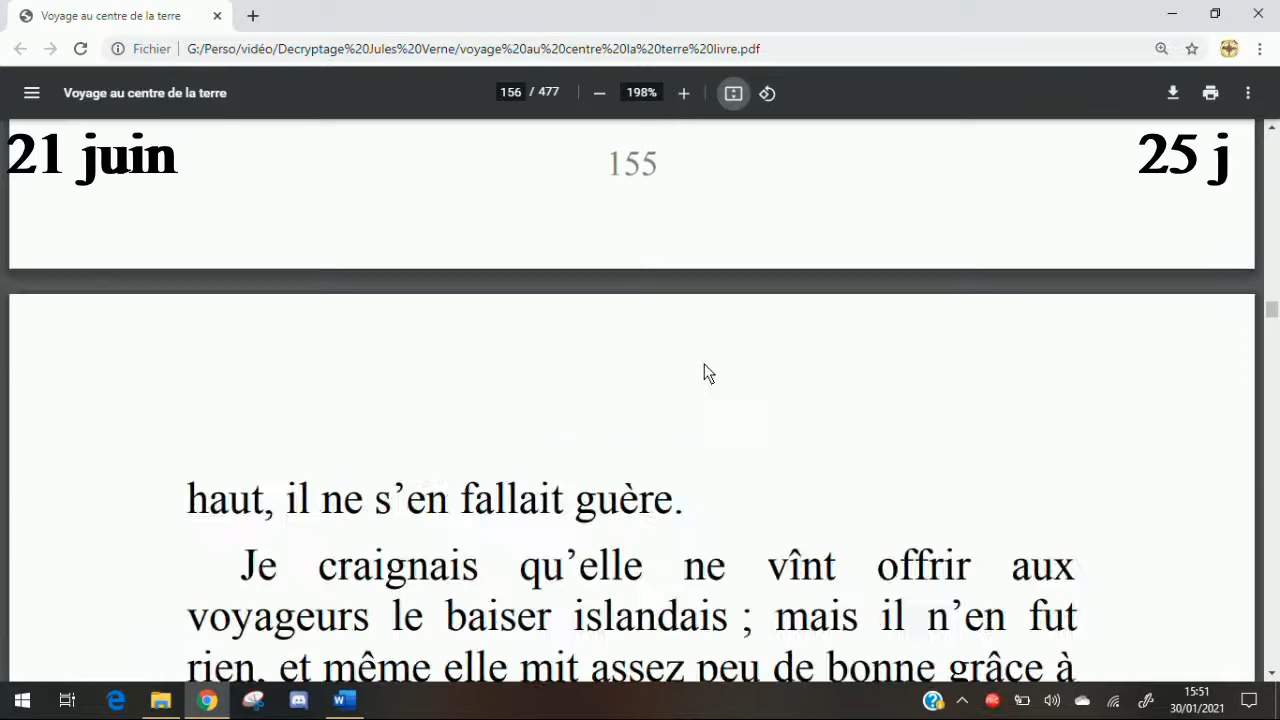 Voyage au centre de la terre
Fichier
G:/Perso/vidéo/Decryptage%20Jules%20Verne/voyage%20au%20centre%20la%20terre%20livre.pdf
Voyage au centre de la terre
156 / 477
198%
21 juin
155
25 j
haut, il ne s’en fallait guère.
Je craignais qu’elle ne vînt offrir aux
voyageurs le baiser islandais ; mais il n’en fut
rien, et même elle mit assez peu de bonne grâce à
15:51
30/01/2021